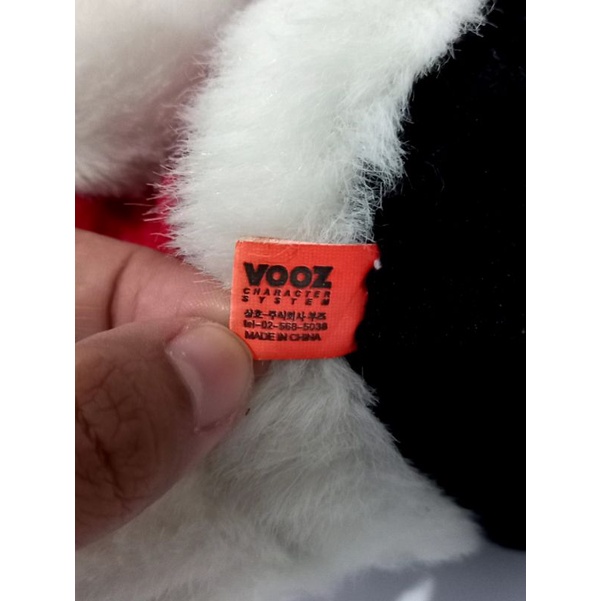 VOOZ
CHARACTER
SYSTEM
상호-주식회사 부즈
tel-02-568-5038
MADE IN CHINA